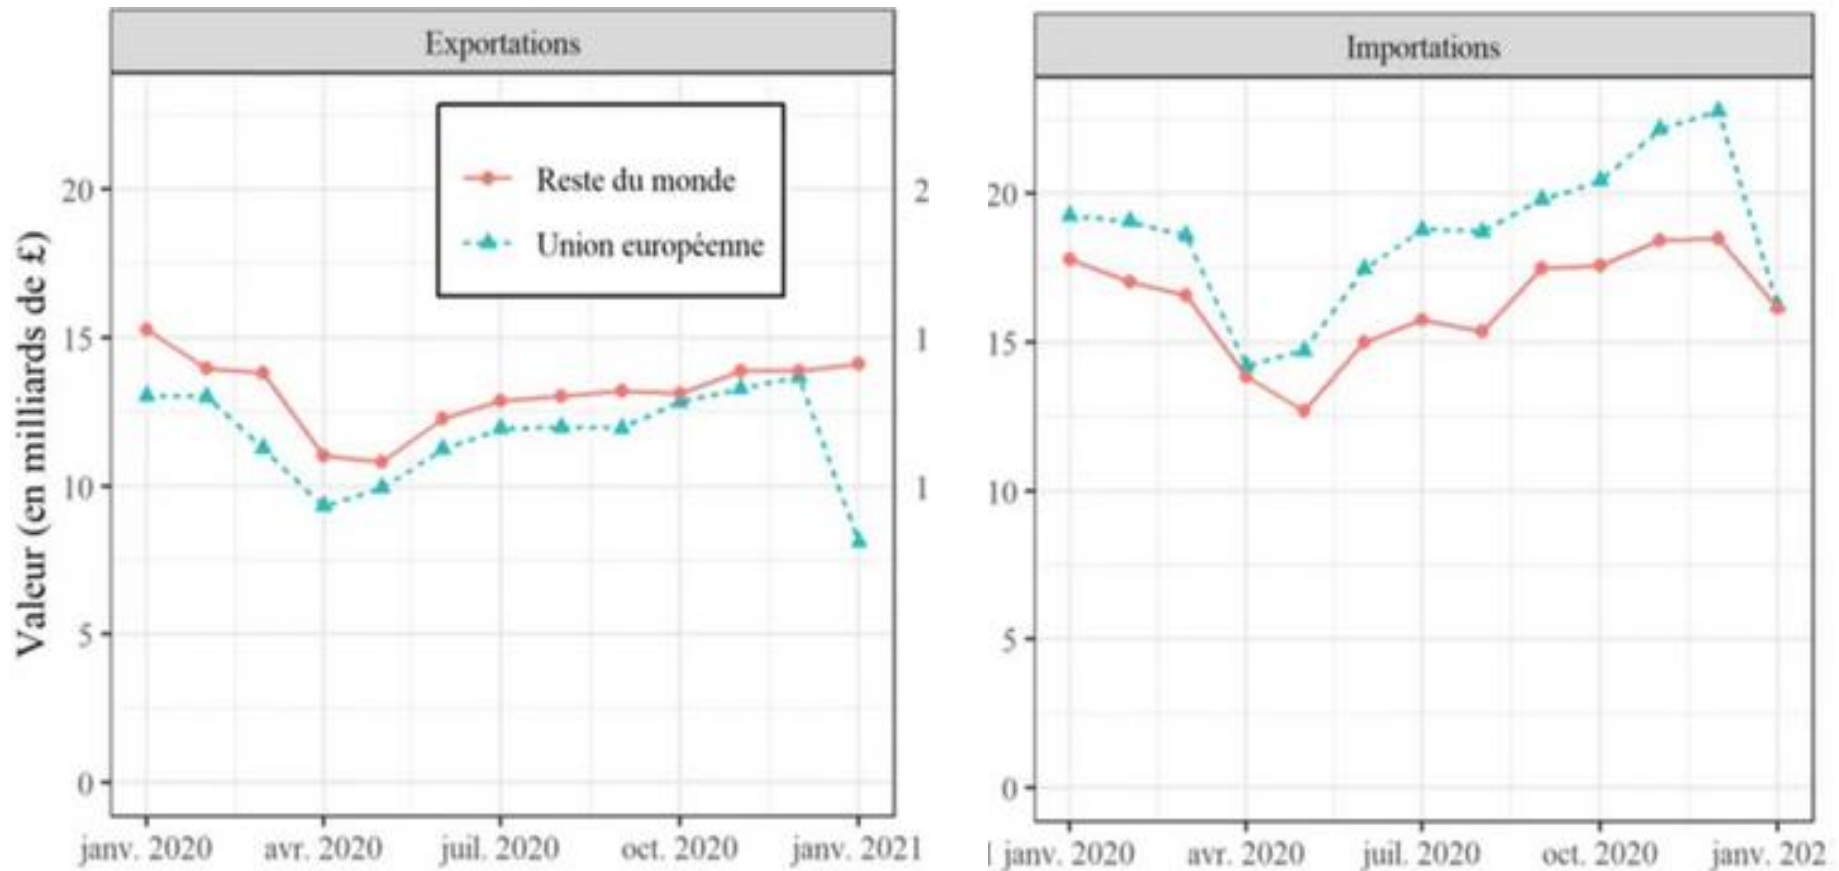 Exportations
Reste du monde
Union européenne
Valeur (en milliards de £)
20
15
10
5
0
janv. 2020 avr. 2020 juil. 2020 oct. 2020 janv. 2021
2
1
1
Importations
20
15
10
5
0
janv. 2020 avr. 2020 juil. 2020 oct. 2020 janv. 202